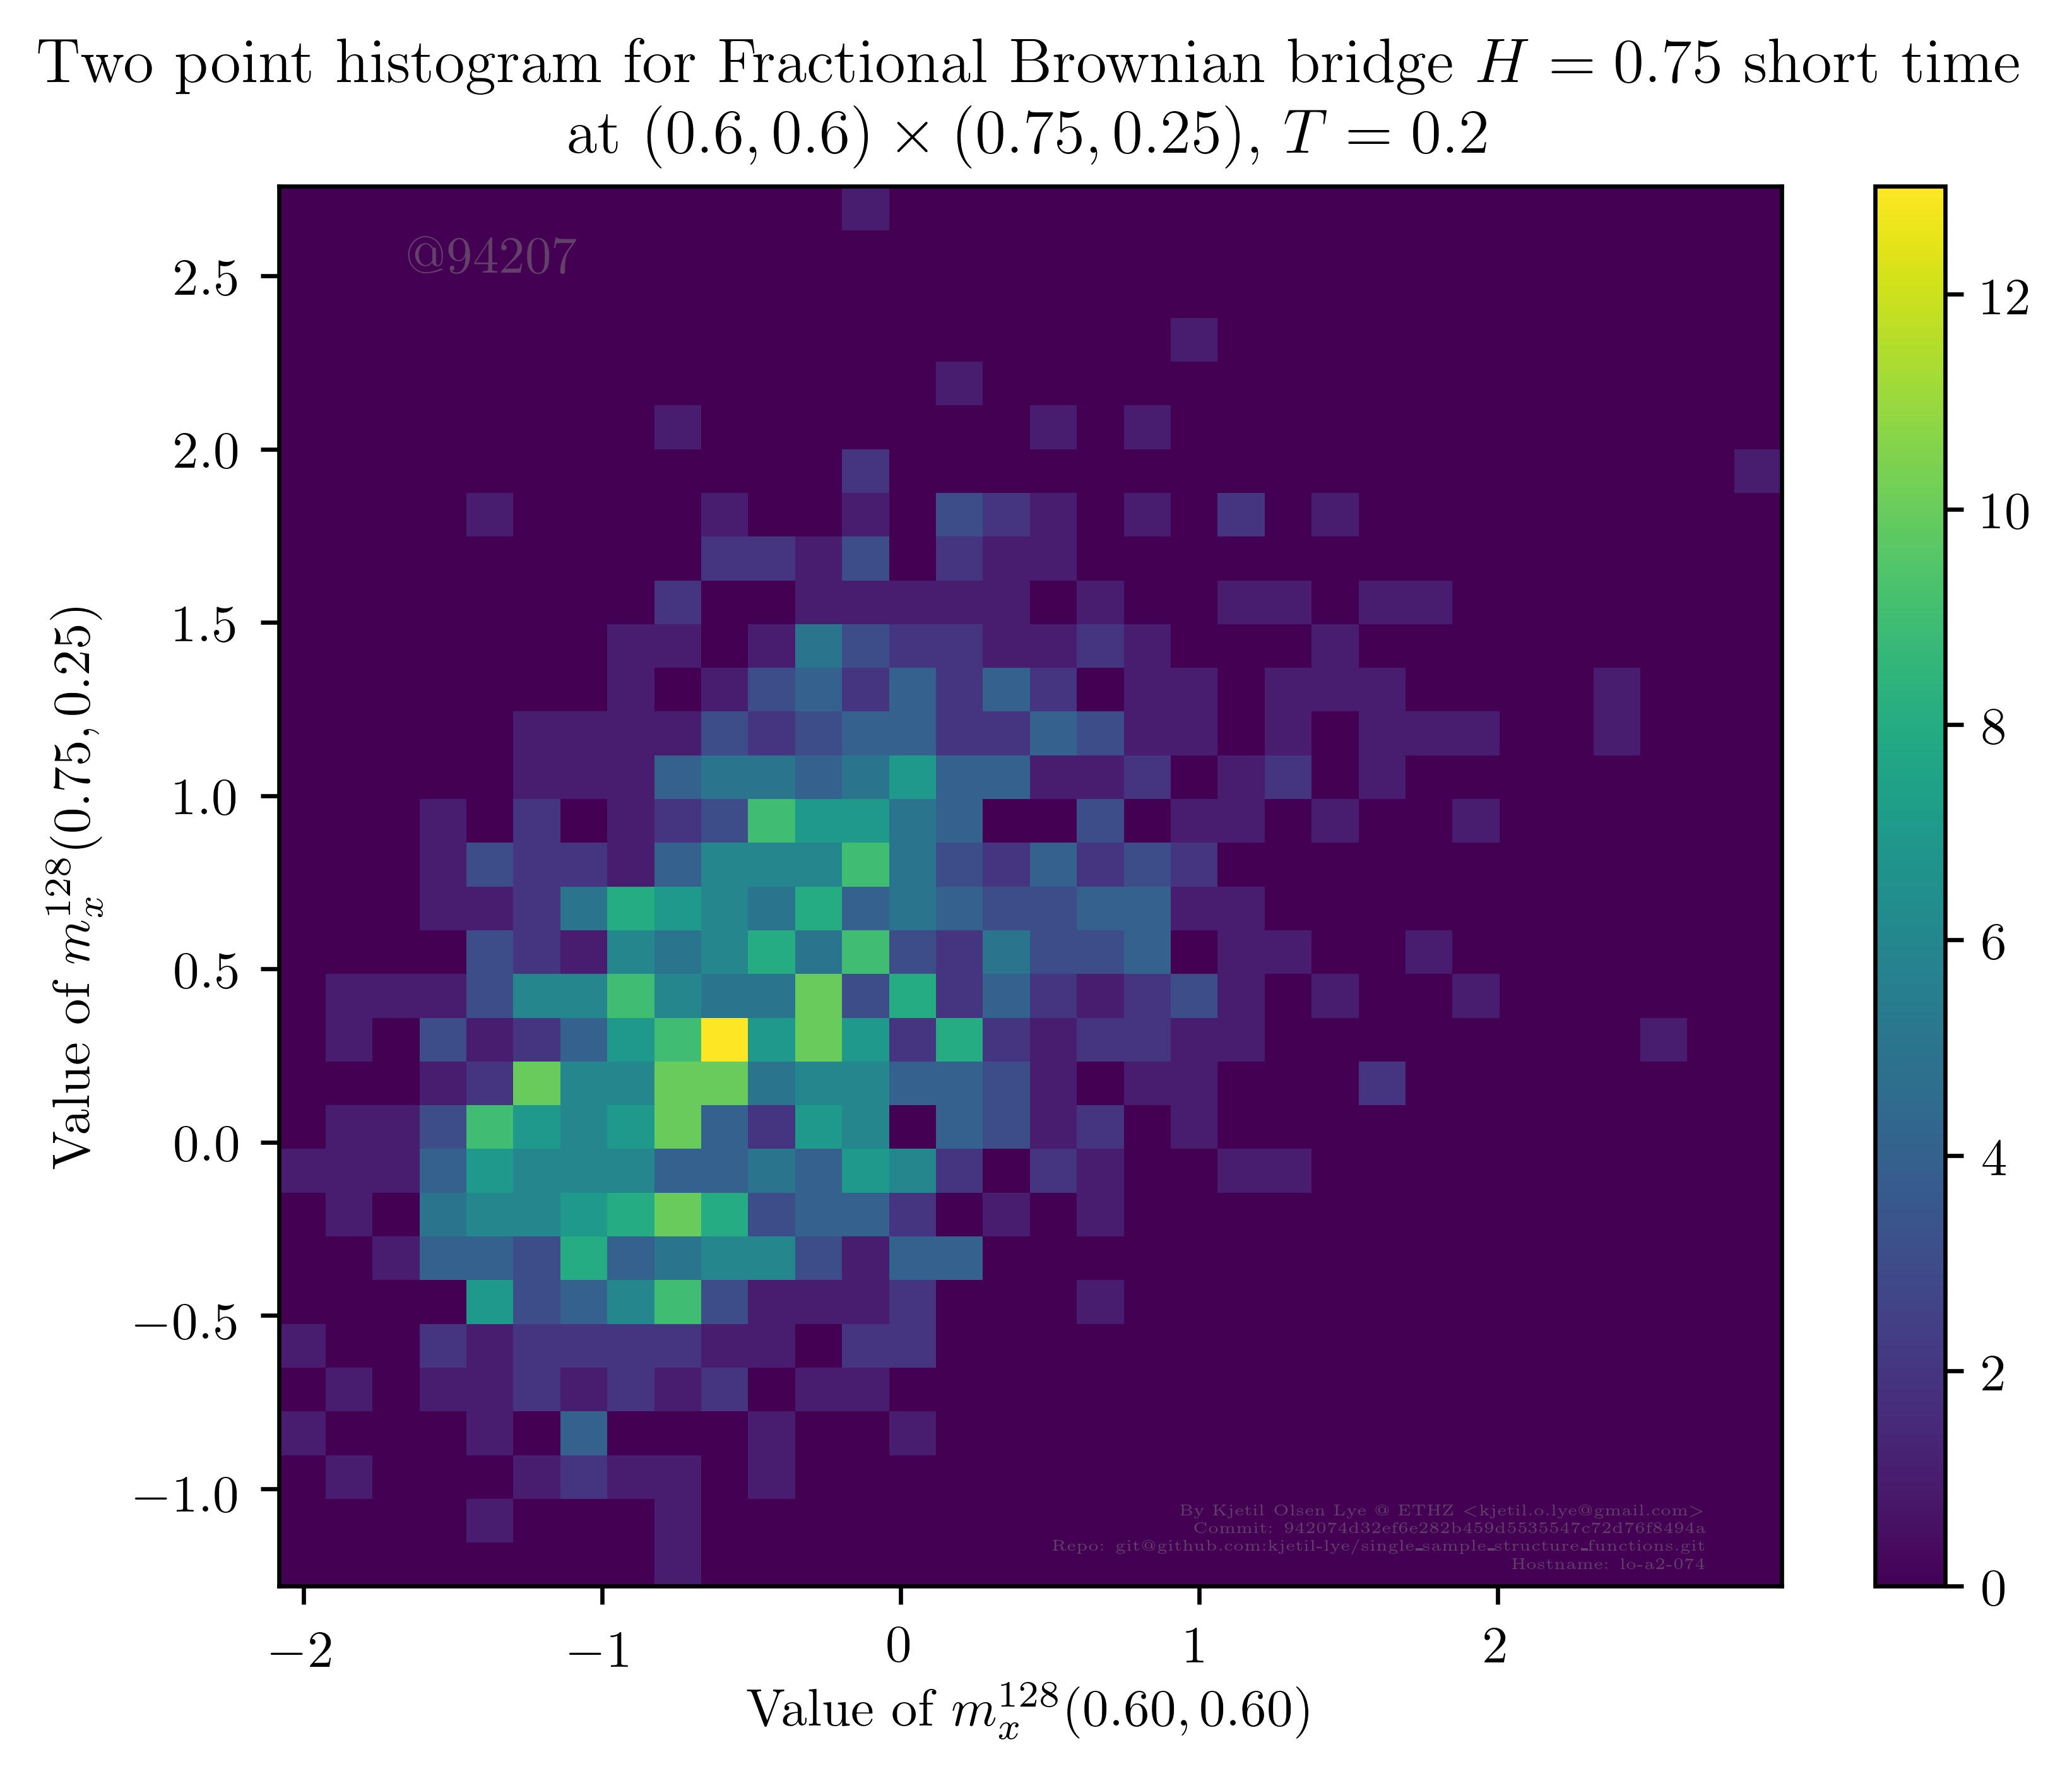 Two point histogram for Fractional Brownian bridge H = 0.75 short time
at (0.6, 0.6) × (0.75, 0.25), T = 0.2
@94207
2.5
2.0
1.5
1.0
0.5
0.0
−0.5
−1.0
Value of m_x^{128}(0.75, 0.25)
−2
−1
0
1
2
Value of m_x^{128}(0.60, 0.60)
12
10
8
6
4
2
0
By Kjetil Olsen Lye @ ETHZ <kjetil.o.lye@gmail.com>
Commit: 942074d32ef6e282b459d5535547c72d76f8494a
Repo: git@github.com:kjetil-lye/single_sample_structure_functions.git
Hostname: lo-a2-074